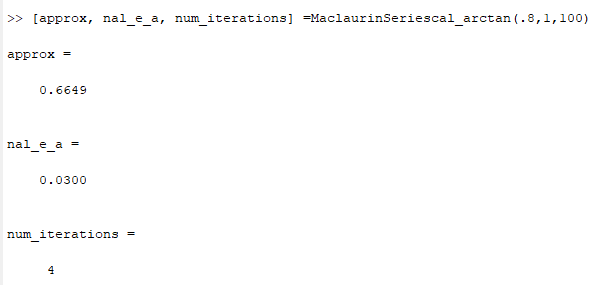 >> [approx, nal_e_a, num_iterations] =MaclaurinSeriescal_arctan(.8,1,100)
approx =
0.6649
nal_e_a =
0.0300
num_iterations =
4